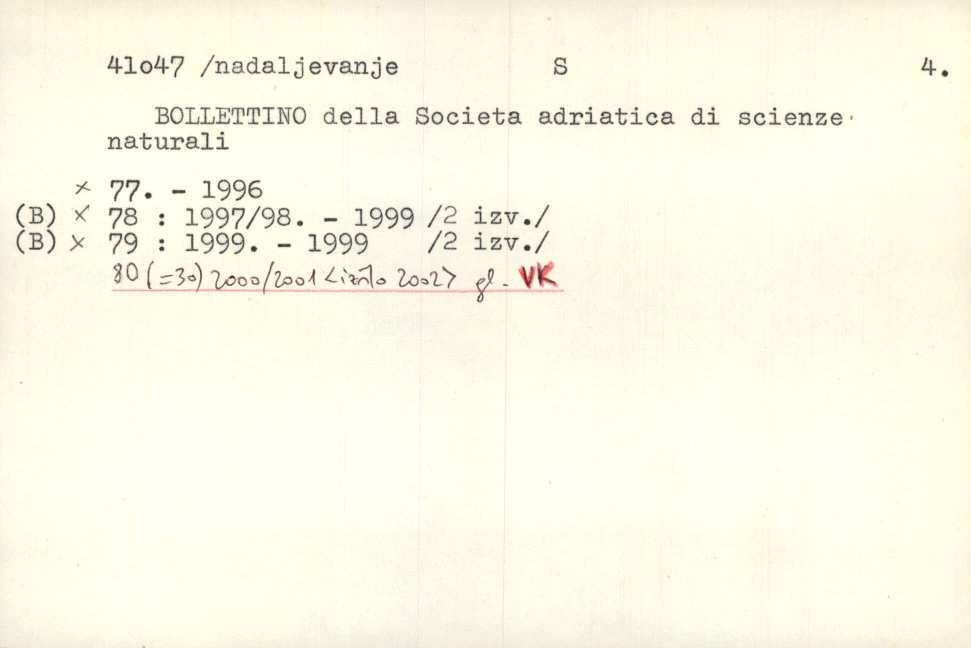 41o47 /nadaljevanje S 4.
BOLLETTINO della Societa adriatica di scienze
naturali
× 77. - 1996
(B) × 78 : 1997/98. - 1999 /2 izv./
(B) × 79 : 1999. - 1999 /2 izv./
80 (=30) 2000/2001 <izšlo 2002> gl. VK